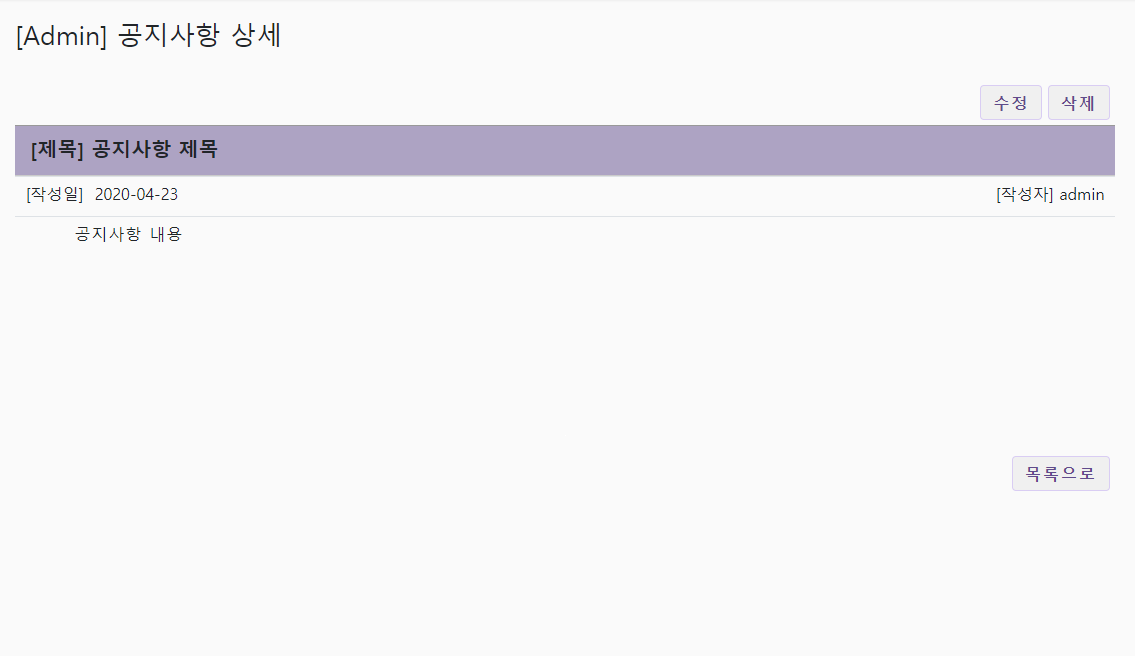 [Admin] 공지사항 상세
수정 삭제
[제목] 공지사항 제목
[작성일] 2020-04-23 [작성자] admin
공지사항 내용
목록으로